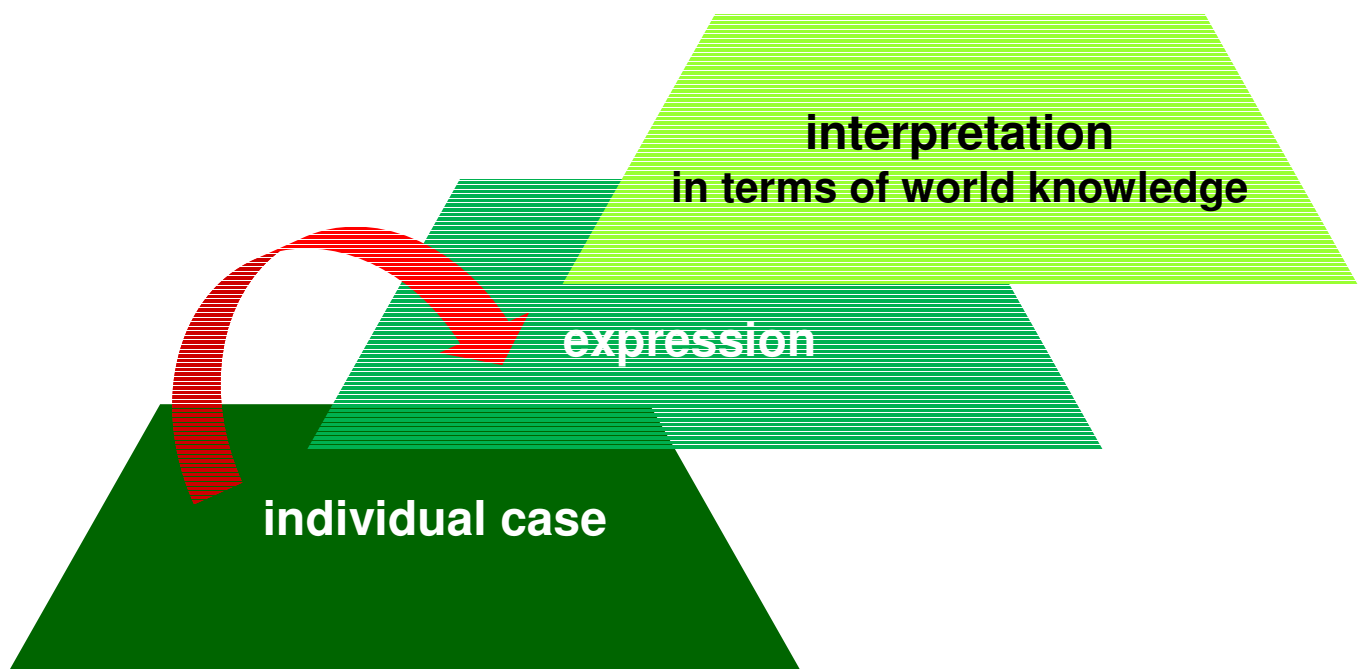 interpretation
in terms of world knowledge
expression
individual case